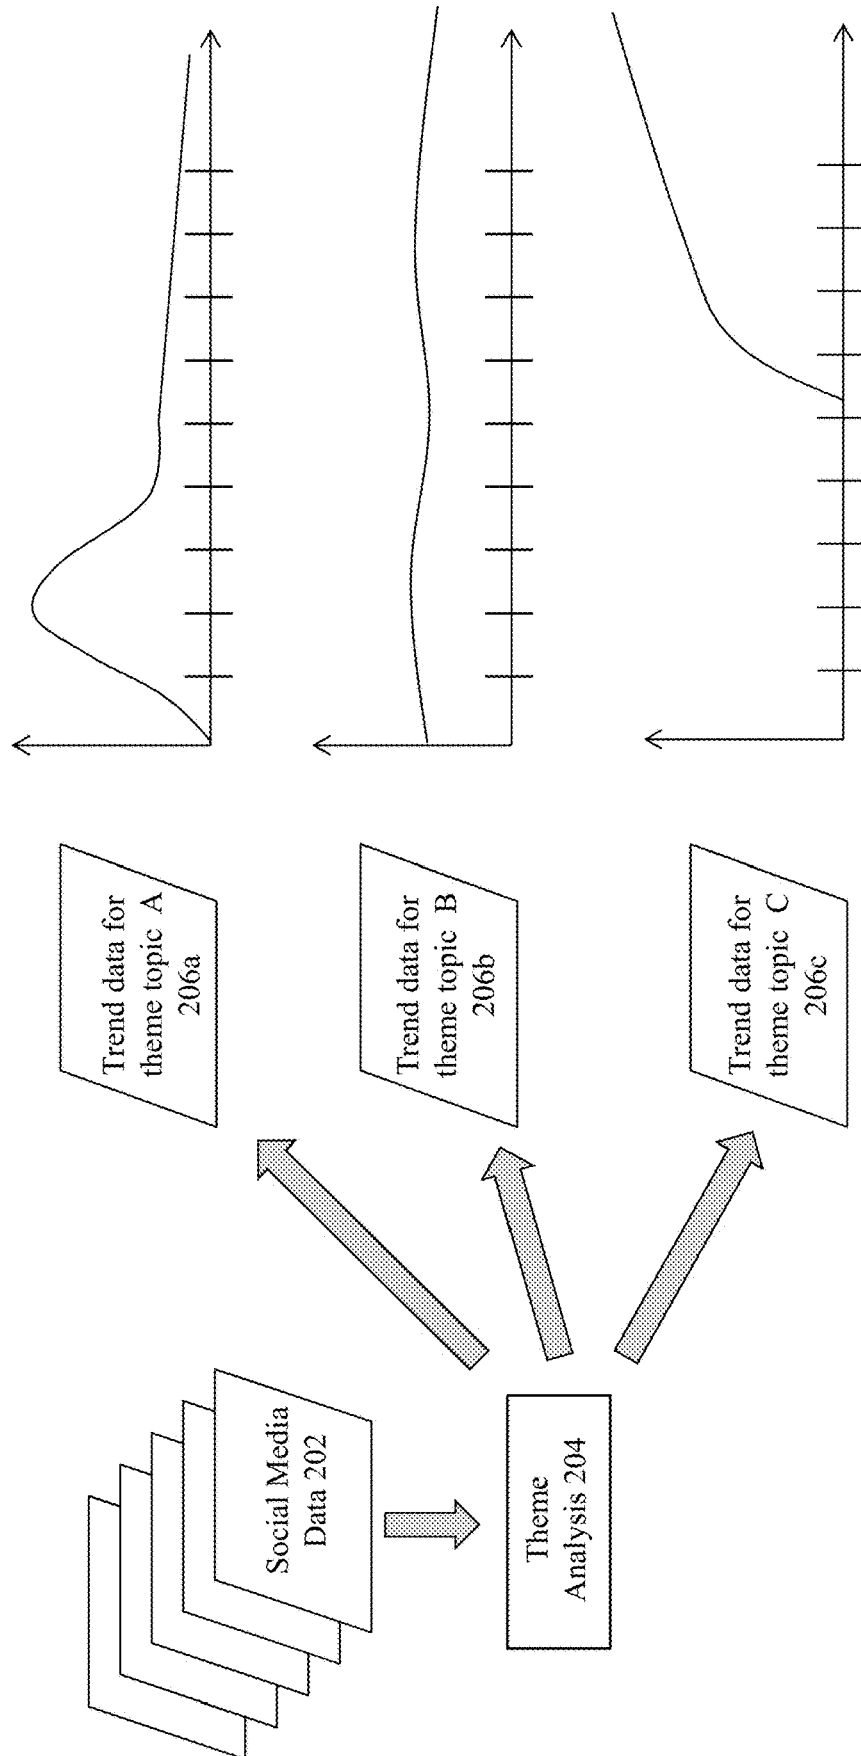 Social Media
Data 202
Theme
Analysis 204
Trend data for
theme topic A
206a
Trend data for
theme topic B
206b
Trend data for
theme topic C
206c